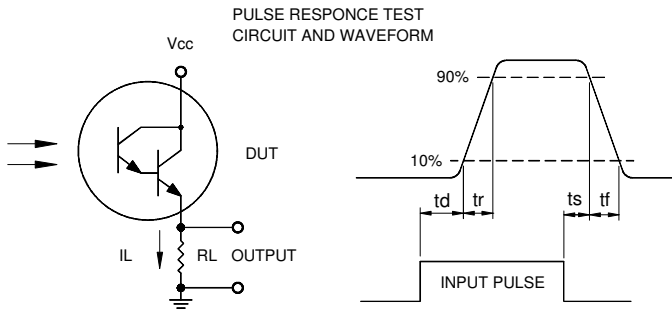 PULSE RESPONCE TEST
CIRCUIT AND WAVEFORM
Vcc
90%
DUT
10%
td tr ts tf
IL RL OUTPUT
INPUT PULSE